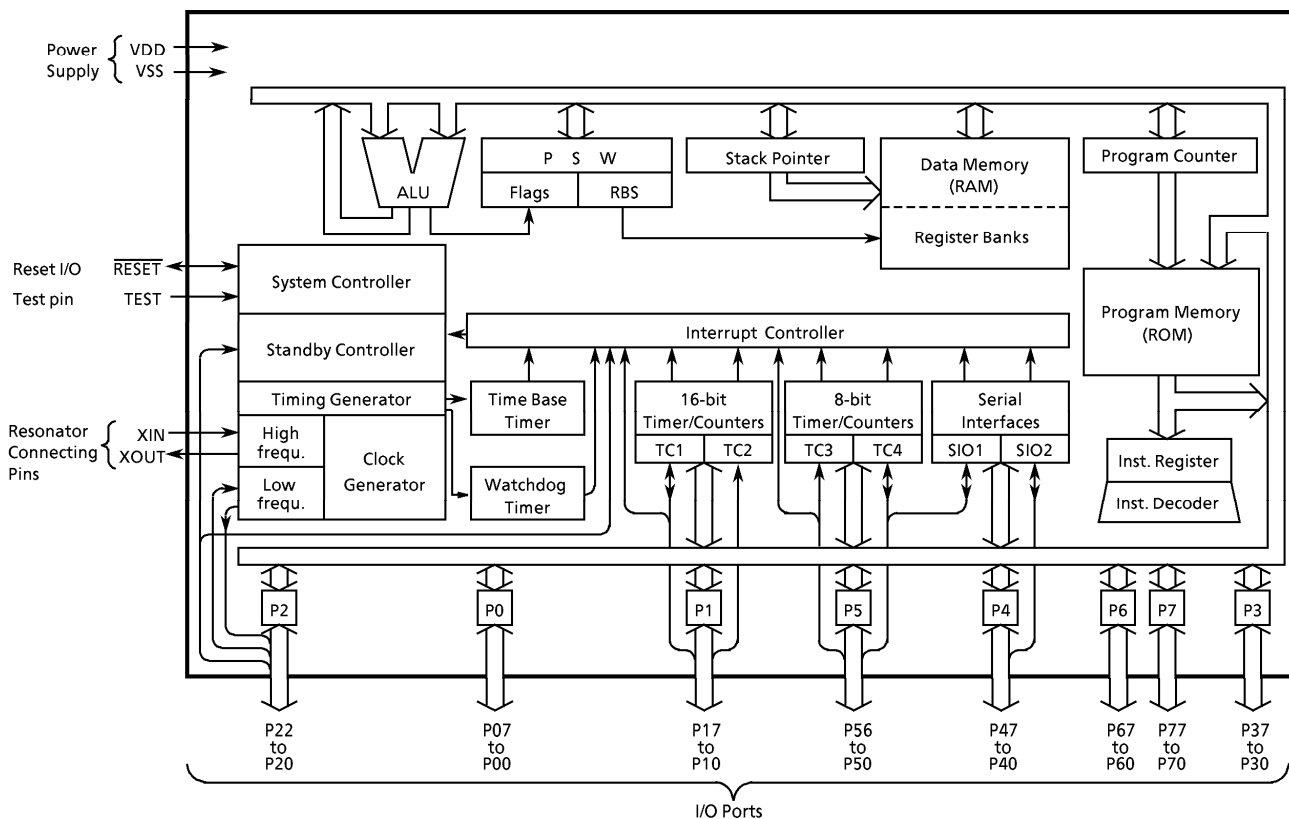 Power
Supply
VDD
VSS
P S W
Flags
RBS
ALU
Stack Pointer
Data Memory
(RAM)
Register Banks
Program Counter
Reset I/O
RESET
Test pin
TEST
System Controller
Standby Controller
Timing Generator
High
frequ.
Low
frequ.
Clock
Generator
Resonator
Connecting
Pins
XIN
XOUT
Interrupt Controller
Time Base
Timer
Watchdog
Timer
16-bit
Timer/Counters
TC1
TC2
8-bit
Timer/Counters
TC3
TC4
Serial
Interfaces
SIO1
SIO2
Program Memory
(ROM)
Inst. Register
Inst. Decoder
P2
P0
P1
P5
P4
P6
P7
P3
P22
to
P20
P07
to
P00
P17
to
P10
P56
to
P50
P47
to
P40
P67
to
P60
P77
to
P70
P37
to
P30
I/O Ports